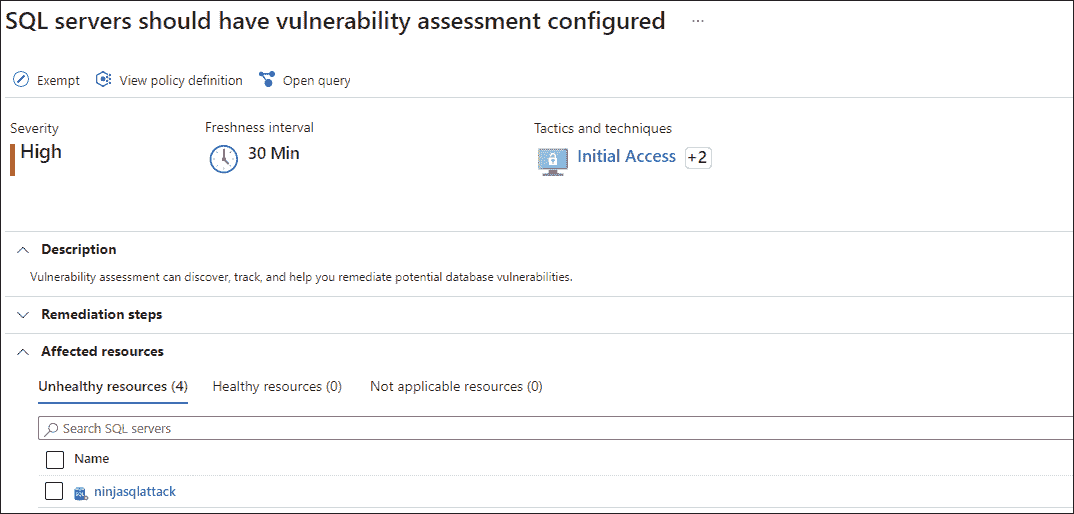 SQL servers should have vulnerability assessment configured ...
Exempt View policy definition Open query
Severity Freshness interval Tactics and techniques
High 30 Min Initial Access +2
Description
Vulnerability assessment can discover, track, and help you remediate potential database vulnerabilities.
Remediation steps
Affected resources
Unhealthy resources (4) Healthy resources (0) Not applicable resources (0)
Search SQL servers
Name
ninjasqlattack